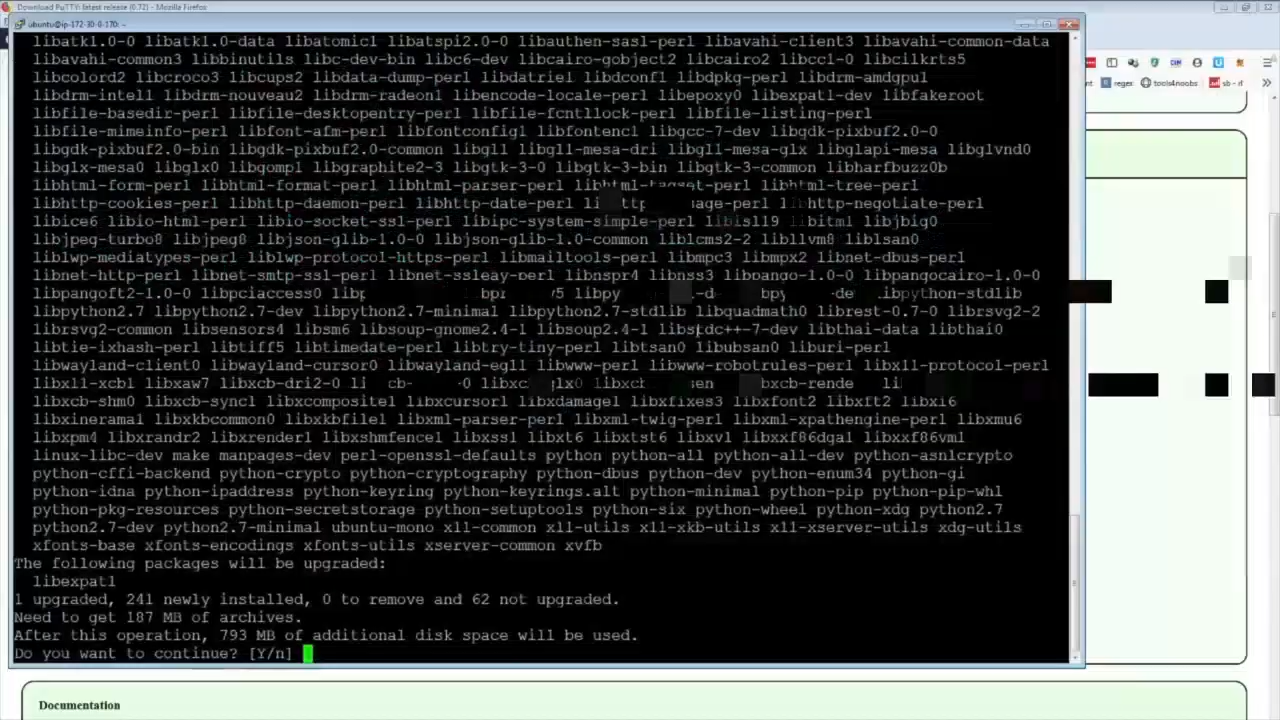 Download PuTTY: latest release (0.72) - Mozilla Firefox
ubuntu@ip-172-30-0-170: ~
libatk1.0-0 libatk1.0-data libatomic1 libatspi2.0-0 libauthen-sasl-perl libavahi-client3 libavahi-common-data
libavahi-common3 libbinutils libc-dev-bin libc6-dev libcairo-gobject2 libcairo2 libcc1-0 libcilkrts5
libcolord2 libcroco3 libcups2 libdata-dump-perl libdatrie1 libdconf1 libdpkg-perl libdrm-amdgpu1
libdrm-intel1 libdrm-nouveau2 libdrm-radeon1 libencode-locale-perl libepoxy0 libexpat1-dev libfakeroot
libfile-basedir-perl libfile-desktopentry-perl libfile-fcntllock-perl libfile-listing-perl
libfile-mimeinfo-perl libfont-afm-perl libfontconfig1 libfontenc1 libgcc-7-dev libgdk-pixbuf2.0-0
libgdk-pixbuf2.0-bin libgdk-pixbuf2.0-common libgl1 libgl1-mesa-dri libgl1-mesa-glx libglapi-mesa libglvnd0
libglx-mesa0 libglx0 libgomp1 libgraphite2-3 libgtk-3-0 libgtk-3-bin libgtk-3-common libharfbuzz0b
libhtml-form-perl libhtml-format-perl libhtml-parser-perl libhtml-tagset-perl libhtml-tree-perl
libhttp-cookies-perl libhttp-daemon-perl libhttp-date-perl libhttp-negotiate-perl
libice6 libio-html-perl libio-socket-ssl-perl libipc-system-simple-perl libisl19 libjbig0
libjpeg-turbo8 libjpeg8 libjson-glib-1.0-0 libjson-glib-1.0-common liblcms2-2 libllvm8 liblsan0
liblwp-mediatypes-perl liblwp-protocol-https-perl libmailtools-perl libmpc3 libmpx2 libnet-dbus-perl
libnet-http-perl libnet-smtp-ssl-perl libnet-ssleay-perl libnspr4 libnss3 libpango-1.0-0 libpangocairo-1.0-0
libpangoft2-1.0-0 libpciaccess0 libpython-stdlib
libpython2.7 libpython2.7-dev libpython2.7-minimal libpython2.7-stdlib libquadmath0 librest-0.7-0 librsvg2-2
librsvg2-common libsensors4 libsm6 libsoup-gnome2.4-1 libsoup2.4-1 libstdc++-7-dev libthai-data libthai0
libtie-ixhash-perl libtiff5 libtimedate-perl libtry-tiny-perl libtsan0 libubsan0 liburi-perl
libwayland-client0 libwayland-cursor0 libwayland-egl1 libwww-perl libwww-robotrules-perl libx11-protocol-perl
libx11-xcb1 libxaw7 libxcb-dri2-0
libxcb-shm0 libxcb-sync1 libxcomposite1 libxcursor1 libxdamage1 libxfixes3 libxfont2 libxft2 libxi6
libxinerama1 libxkbcommon0 libxkbfile1 libxml-parser-perl libxml-twig-perl libxml-xpathengine-perl libxmu6
libxpm4 libxrandr2 libxrender1 libxshmfence1 libxss1 libxt6 libxtst6 libxv1 libxxf86dga1 libxxf86vm1
linux-libc-dev make manpages-dev perl-openssl-defaults python python-all python-all-dev python-asn1crypto
python-cffi-backend python-crypto python-cryptography python-dbus python-dev python-enum34 python-gi
python-idna python-ipaddress python-keyring python-keyrings.alt python-minimal python-pip python-pip-whl
python-pkg-resources python-secretstorage python-setuptools python-six python-wheel python-xdg python2.7
python2.7-dev python2.7-minimal ubuntu-mono x11-common x11-utils x11-xkb-utils x11-xserver-utils xdg-utils
xfonts-base xfonts-encodings xfonts-utils xserver-common xvfb
The following packages will be upgraded:
libexpat1
1 upgraded, 241 newly installed, 0 to remove and 62 not upgraded.
Need to get 187 MB of archives.
After this operation, 793 MB of additional disk space will be used.
Do you want to continue? [Y/n]
regex
tools4noobs
Documentation